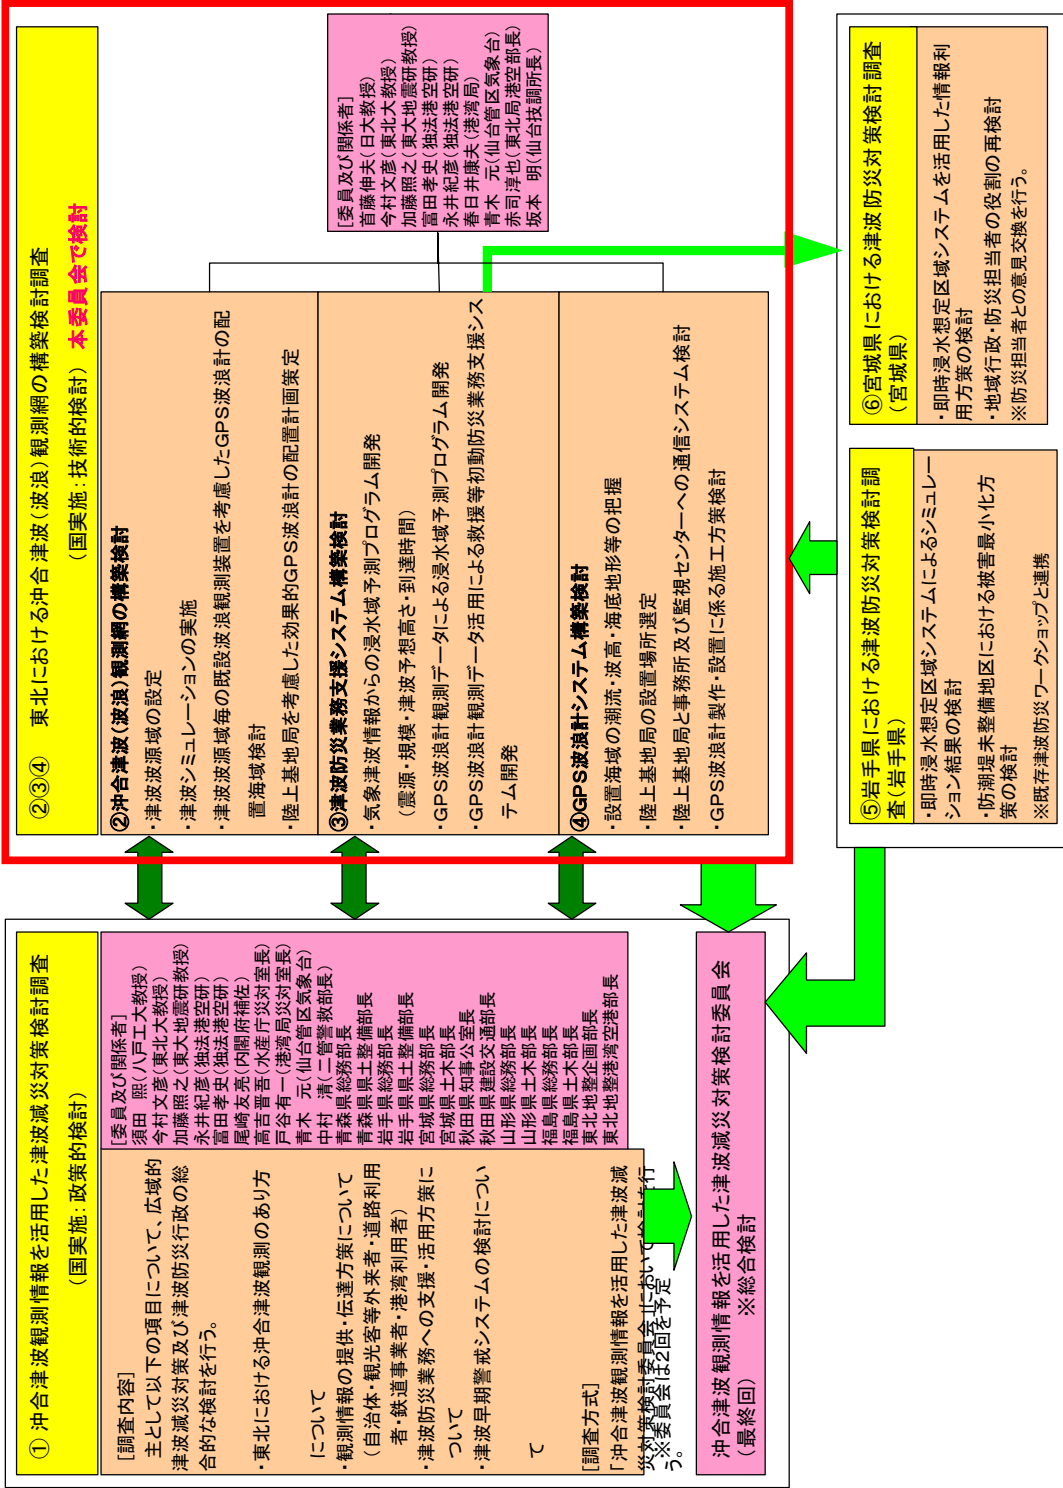 ① 沖合津波観測情報を活用した津波減災対策検討調査
(国実施:政策的検討)
[調査内容]
主として以下の項目について、広域的
津波減災対策及び津波防災行政の総
合的な検討を行う。
・東北における沖合津波観測のあり方
について
・観測情報の提供・伝達方策について
(自治体・観光客等外来者・道路利用
者・鉄道事業者・港湾利用者)
・津波防災業務への支援・活用方策に
ついて
・津波早期警戒システムの検討につい
て
[調査方式]
「沖合津波観測情報を活用した津波減
災対策検討委員会」において検討を行
う。※委員会は2回を予定
[委員及び関係者]
須田 熈(八戸工大教授)
今村文彦(東北大教授)
加藤照之(東大地震研教授)
永井紀彦(独法港空研)
富田孝史(独法港空研)
尾崎友亮(内閣府補佐)
高吉晋吾(水産庁災対室長)
戸谷有一(港湾局災対室長)
青木 元(仙台管区気象台)
中村 清(二管警救部長)
青森県総務部長
青森県県土整備部長
岩手県総務部長
岩手県県土整備部長
宮城県総務部長
宮城県土木部長
秋田県知事公室長
秋田県建設交通部長
山形県総務部長
山形県土木部長
福島県総務部長
福島県土木部長
東北地整企画部長
東北地整港湾空港部長
沖合津波観測情報を活用した津波減災対策検討委員会
(最終回) ※総合検討
②③④ 東北における沖合津波(波浪)観測網の構築検討調査
(国実施:技術的検討) 本委員会で検討
②沖合津波(波浪)観測網の構築検討
・津波波源域の設定
・津波シミュレーションの実施
・津波波源域毎の既設波浪観測装置を考慮したGPS波浪計の配
置海域検討
・陸上基地局を考慮した効果的GPS波浪計の配置計画策定
③津波防災業務支援システム構築検討
・気象津波情報からの浸水域予測プログラム開発
(震源・規模・津波予想高さ・到達時間)
・GPS波浪計観測データによる浸水域予測プログラム開発
・GPS波浪計観測データ活用による救援等初動防災業務支援シス
テム開発
④GPS波浪計システム構築検討
・設置海域の潮流・波高・海底地形等の把握
・陸上基地局の設置場所選定
・陸上基地局と事務所及び監視センターへの通信システム検討
・GPS波浪計製作・設置に係る施工方策検討
[委員及び関係者]
首藤伸夫(日大教授)
今村文彦(東北大教授)
加藤照之(東大地震研教授)
富田孝史(独法港空研)
永井紀彦(独法港空研)
春日井康夫(港湾局)
青木 元(仙台管区気象台)
赤司淳也(東北局港空部長)
坂本 明(仙台技調所長)
⑤岩手県における津波防災対策検討調
査(岩手県)
・即時浸水想定区域システムによるシミュレー
ション結果の検討
・防潮堤未整備地区における被害最小化方
策の検討
※既存津波防災ワークショップと連携
⑥宮城県における津波防災対策検討調査
(宮城県)
・即時浸水想定区域システムを活用した情報利
用方策の検討
・地域行政・防災担当者の役割の再検討
※防災担当者との意見交換を行う。